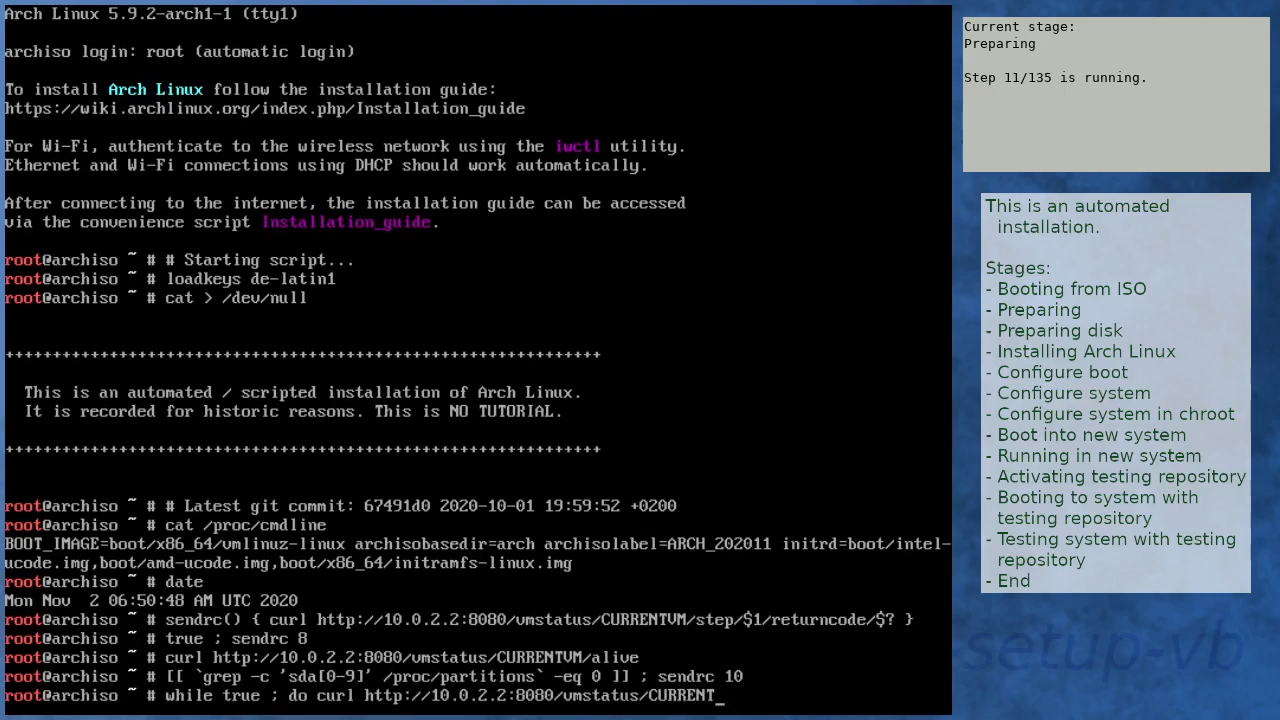 Arch Linux 5.9.2-arch1-1 (tty1)
archiso login: root (automatic login)
To install Arch Linux follow the installation guide:
https://wiki.archlinux.org/index.php/Installation_guide
For Wi-Fi, authenticate to the wireless network using the iwctl utility.
Ethernet and Wi-Fi connections using DHCP should work automatically.
After connecting to the internet, the installation guide can be accessed
via the convenience script Installation_guide.
root@archiso ~ # # Starting script...
root@archiso ~ # loadkeys de-latin1
root@archiso ~ # cat > /dev/null
+++++++++++++++++++++++++++++++++++++++++++++++++++++++++++++++
This is an automated / scripted installation of Arch Linux.
It is recorded for historic reasons. This is NO TUTORIAL.
+++++++++++++++++++++++++++++++++++++++++++++++++++++++++++++++
root@archiso ~ # # Latest git commit: 67491d0 2020-10-01 19:59:52 +0200
root@archiso ~ # cat /proc/cmdline
BOOT_IMAGE=boot/x86_64/vmlinuz-linux archisobasedir=arch archisolabel=ARCH_202011 initrd=boot/intel-
ucode.img,boot/amd-ucode.img,boot/x86_64/initramfs-linux.img
root@archiso ~ # date
Mon Nov  2 06:50:48 AM UTC 2020
root@archiso ~ # sendrc() { curl http://10.0.2.2:8080/vmstatus/CURRENTVM/step/$1/returncode/$? }
root@archiso ~ # true ; sendrc 8
root@archiso ~ # curl http://10.0.2.2:8080/vmstatus/CURRENTVM/alive
root@archiso ~ # [[ `grep -c 'sda[0-9]' /proc/partitions` -eq 0 ]] ; sendrc 10
root@archiso ~ # while true ; do curl http://10.0.2.2:8080/vmstatus/CURRENT_
Current stage:
Preparing
Step 11/135 is running.
This is an automated
installation.
Stages:
- Booting from ISO
- Preparing
- Preparing disk
- Installing Arch Linux
- Configure boot
- Configure system
- Configure system in chroot
- Boot into new system
- Running in new system
- Activating testing repository
- Booting to system with
testing repository
- Testing system with testing
repository
- End
setup-vb